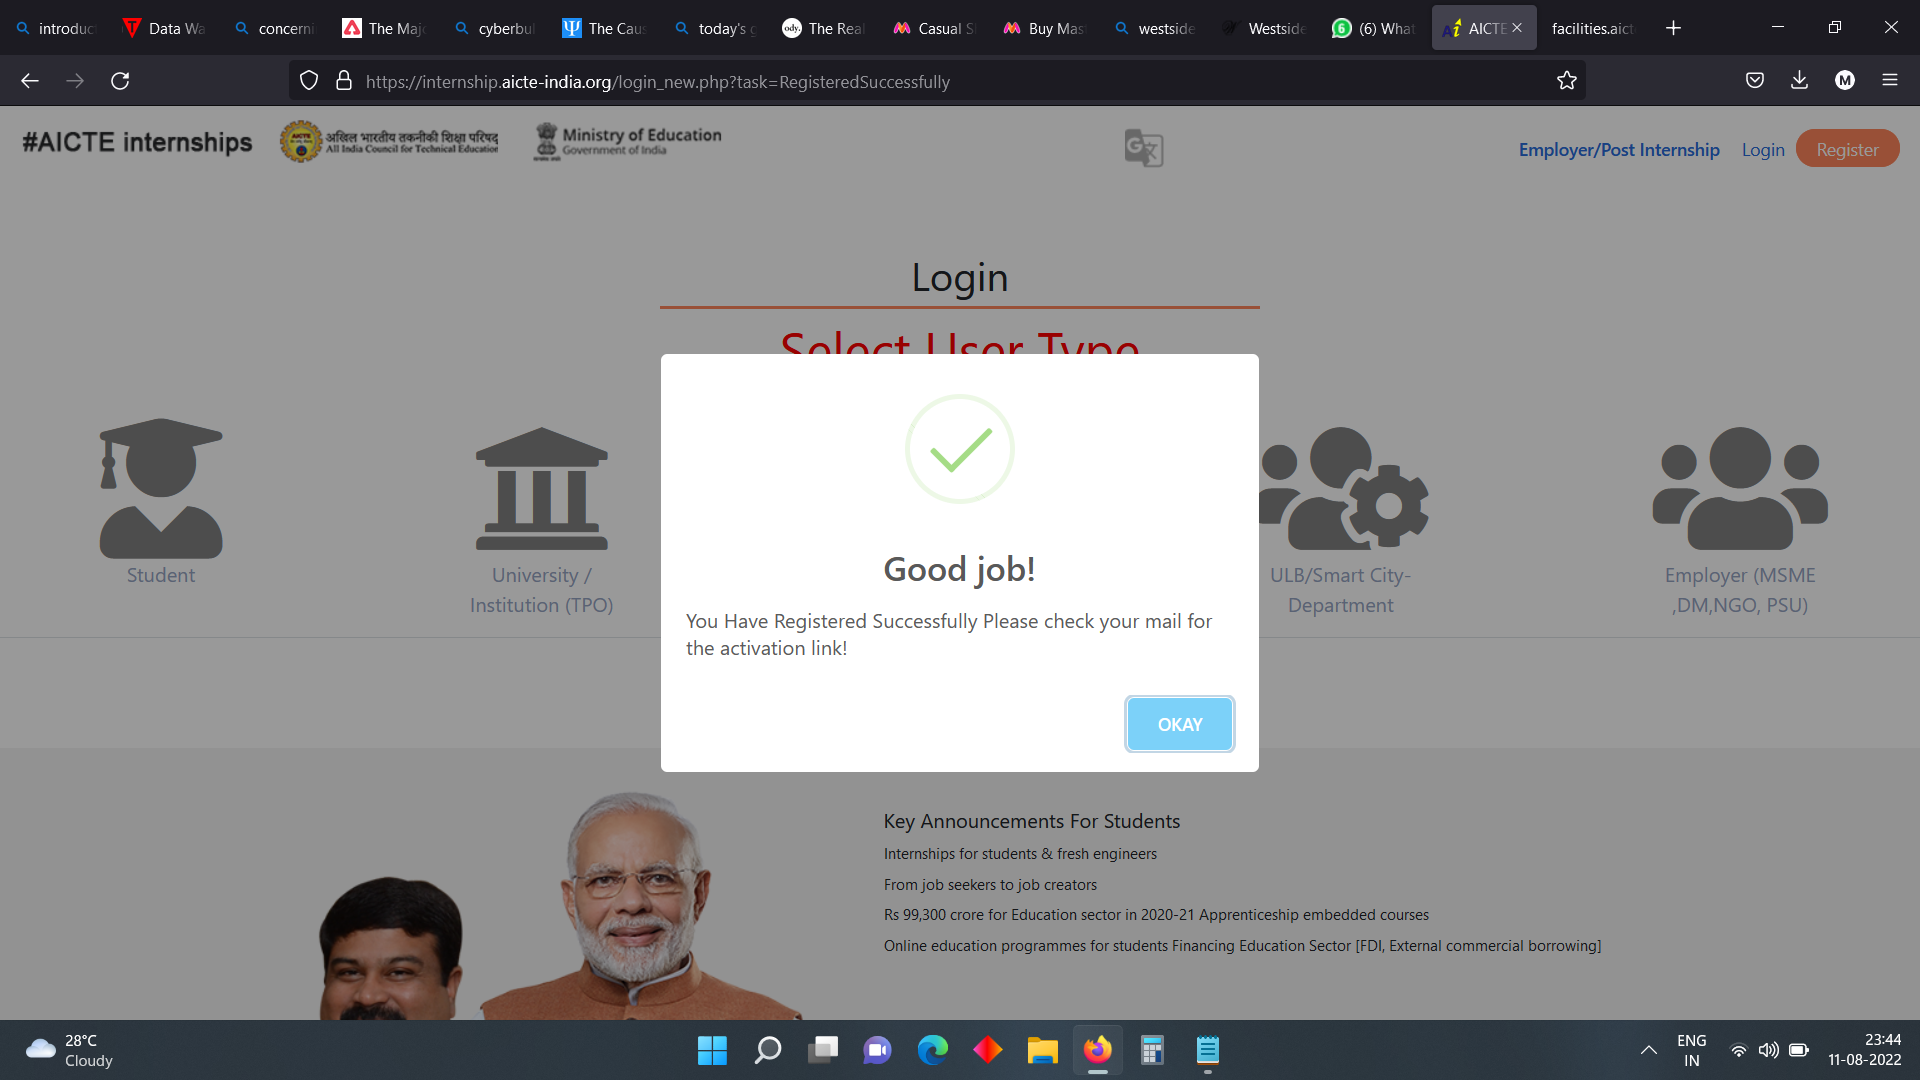 introduc
Data Wa
concerni
The Majo
cyberbul
The Caus
today's g
ody.
The Real
Casual S
Buy Mas
westside
Westside
6
(6) What
AICTE
facilities.aicte
https://internship.aicte-india.org/login_new.php?task=RegisteredSuccessfully
M
#AICTE internships
अखिल भारतीय तकनीकी शिक्षा परिषद्
All India Council for Technical Education
Ministry of Education
Government of India
Employer/Post Internship
Login
Register
Login
Select User Type
Student
University /
Institution (TPO)
ULB/Smart City-
Department
Employer (MSME
,DM,NGO, PSU)
Good job!
You Have Registered Successfully Please check your mail for
the activation link!
OKAY
Key Announcements For Students
Internships for students & fresh engineers
From job seekers to job creators
Rs 99,300 crore for Education sector in 2020-21 Apprenticeship embedded courses
Online education programmes for students Financing Education Sector [FDI, External commercial borrowing]
28°C
Cloudy
ENG
IN
23:44
11-08-2022